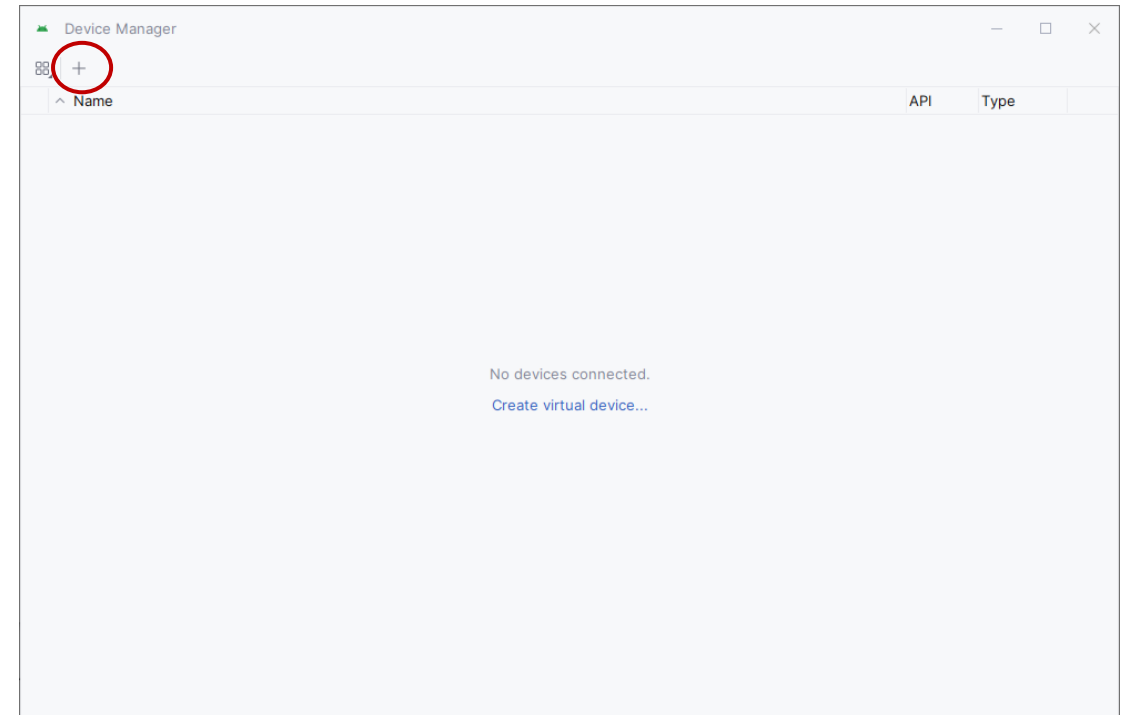 Device Manager
Name API Type
No devices connected.
Create virtual device...